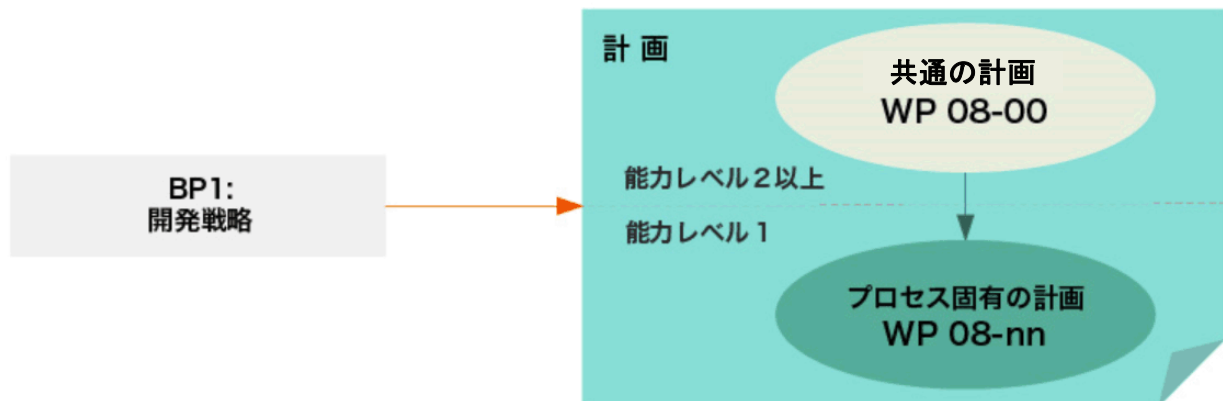 計 画
共通の計画
WP 08-00
BP1:
開発戦略
能力レベル2以上
能力レベル1
プロセス固有の計画
WP 08-nn